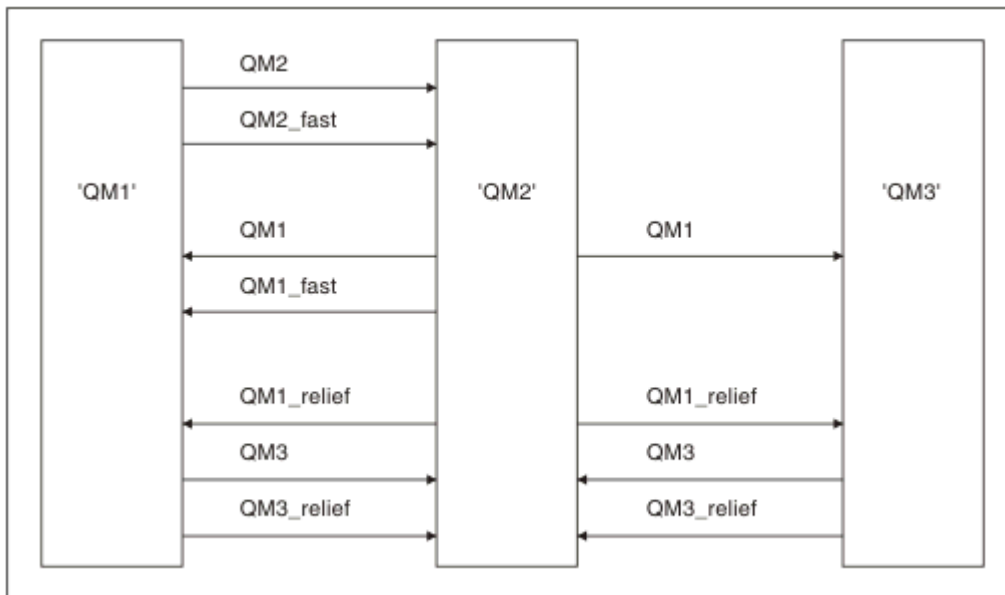 QM2
QM2_fast
'QM1'
'QM2'
'QM3'
QM1
QM1
QM1_fast
QM1_relief
QM1_relief
QM3
QM3
QM3_relief
QM3_relief